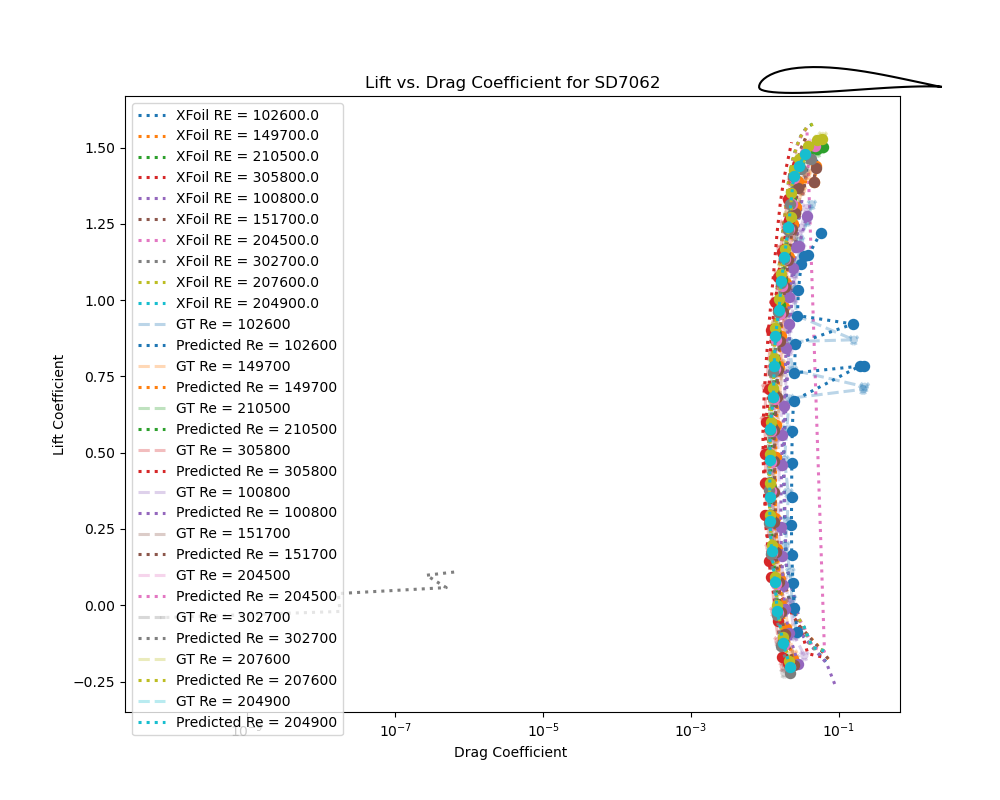 Lift vs. Drag Coefficient for SD7062
XFoil RE = 102600.0
XFoil RE = 149700.0
XFoil RE = 210500.0
XFoil RE = 305800.0
XFoil RE = 100800.0
XFoil RE = 151700.0
XFoil RE = 204500.0
XFoil RE = 302700.0
XFoil RE = 207600.0
XFoil RE = 204900.0
GT Re = 102600
Predicted Re = 102600
GT Re = 149700
Predicted Re = 149700
GT Re = 210500
Predicted Re = 210500
GT Re = 305800
Predicted Re = 305800
GT Re = 100800
Predicted Re = 100800
GT Re = 151700
Predicted Re = 151700
GT Re = 204500
Predicted Re = 204500
GT Re = 302700
Predicted Re = 302700
GT Re = 207600
Predicted Re = 207600
GT Re = 204900
Predicted Re = 204900
1.50
1.25
1.00
0.75
0.50
0.25
0.00
−0.25
Lift Coefficient
10⁻⁹ 10⁻⁷ 10⁻⁵ 10⁻³ 10⁻¹
Drag Coefficient